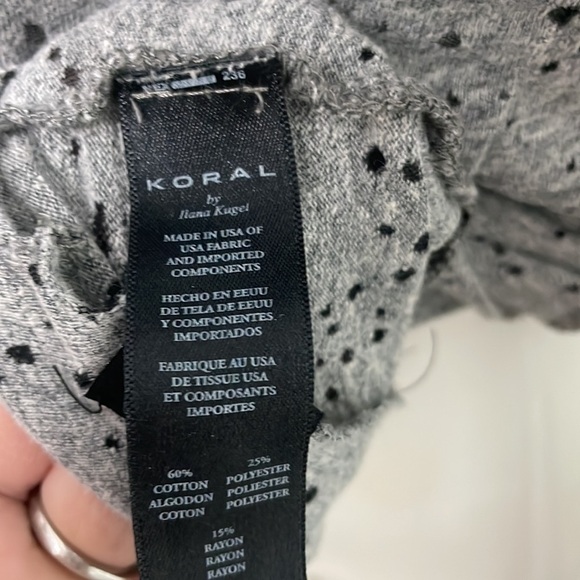 236
KORAL
by
Ilana Kugel
MADE IN USA OF
USA FABRIC
AND IMPORTED
COMPONENTS
HECHO EN EEUU
DE TELA DE EEUU
Y COMPONENTES
IMPORTADOS
FABRIQUE AU USA
DE TISSUE USA
ET COMPOSANTS
IMPORTES
60%
COTTON
ALGODON
COTON
25%
POLYESTER
POLIESTER
POLYESTER
15%
RAYON
RAYON
RAYON